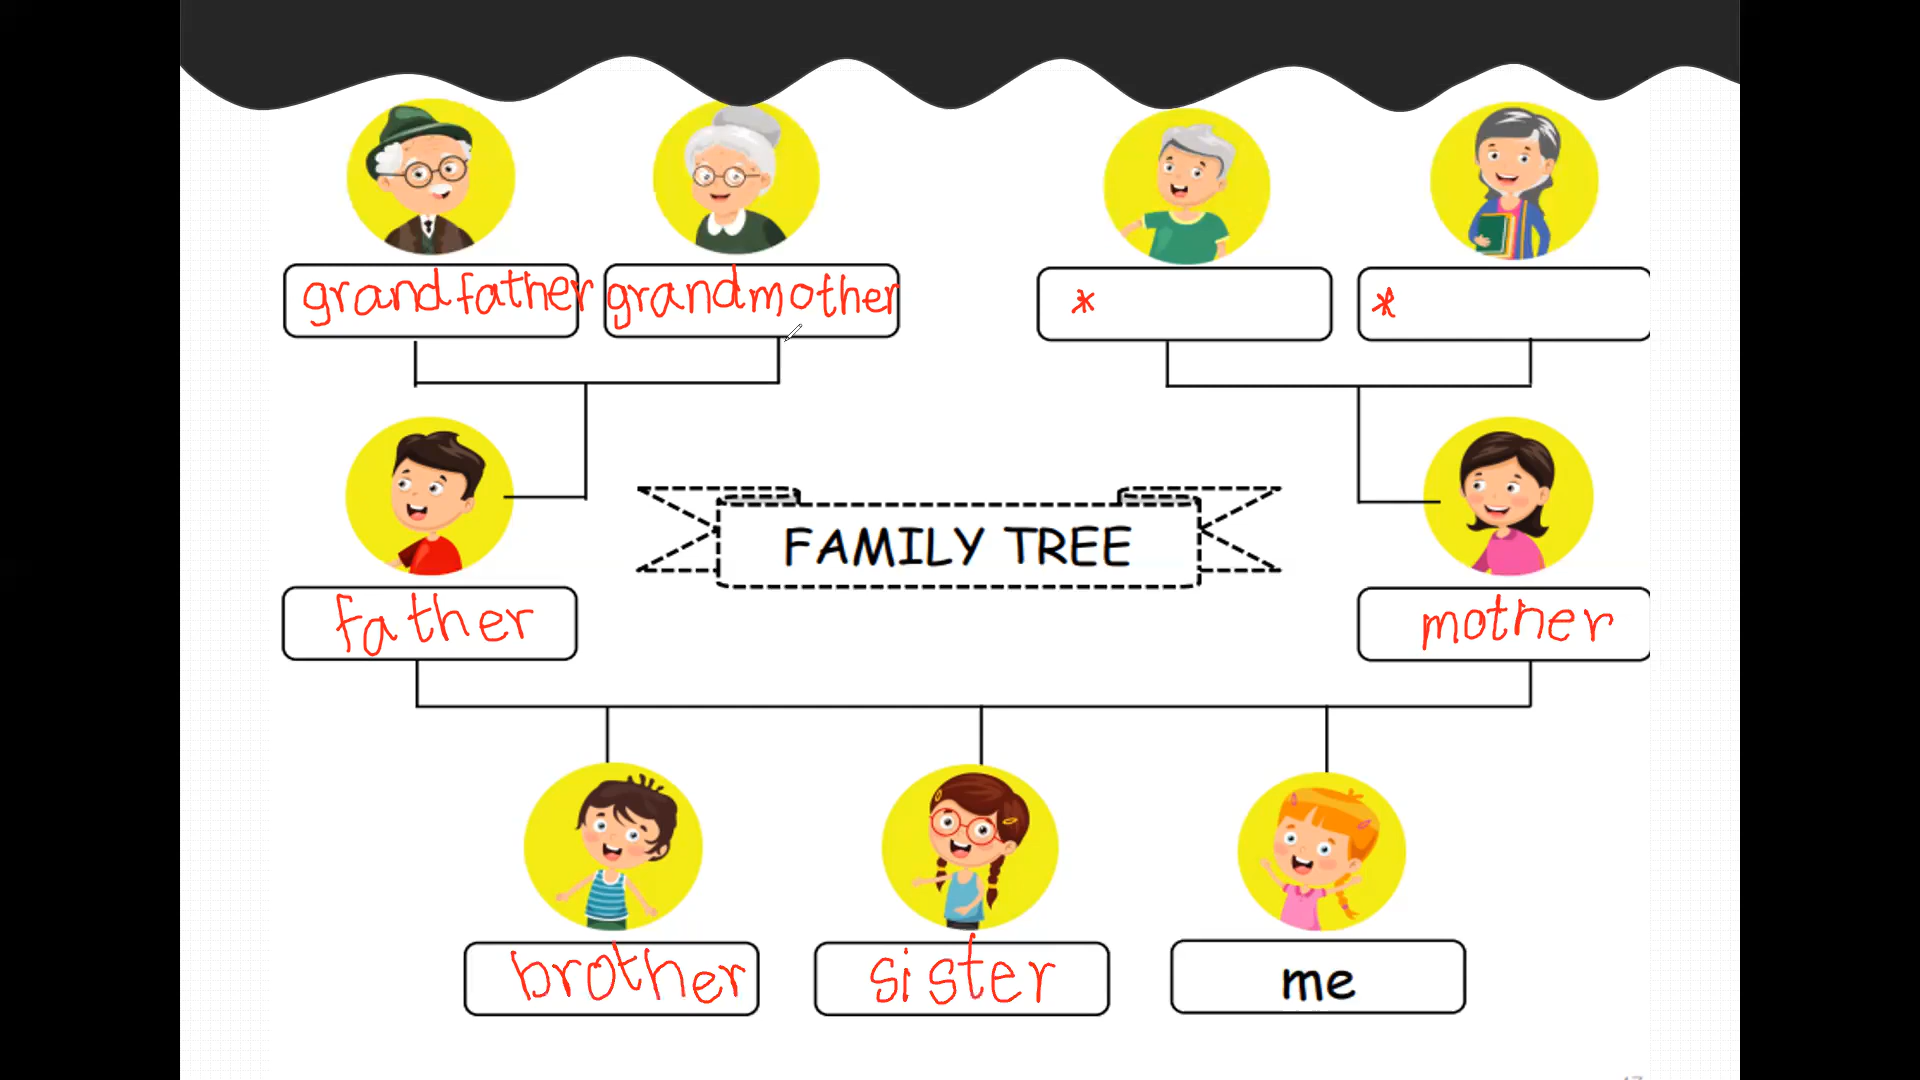 grandfather grandmother * *
FAMILY TREE
father mother
brother sister me